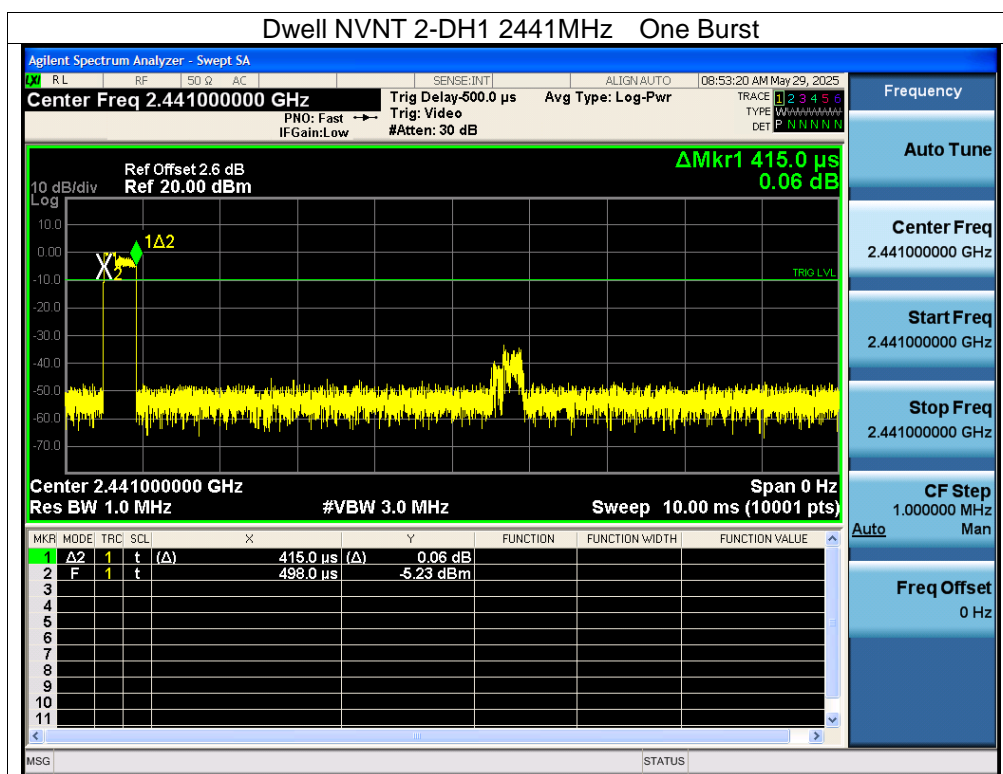 Dwell NVNT 2-DH1 2441MHz One Burst
Agilent Spectrum Analyzer - Swept SA
LXI RL RF 50 Ω AC SENSE:INT ALIGN AUTO 08:53:20 AM May 29, 2025
Center Freq 2.441000000 GHz Trig Delay-500.0 µs Avg Type: Log-Pwr TRACE 1 2 3 4 5 6
PNO: Fast Trig: Video TYPE WWWWWW
IFGain:Low #Atten: 30 dB DET P N N N N N
ΔMkr1 415.0 µs
0.06 dB
Ref Offset 2.6 dB
10 dB/div Ref 20.00 dBm
Log
10.0
0.00
-10.0
-20.0
-30.0
-40.0
-50.0
-60.0
-70.0
1Δ2
X2
TRIG LVL
Center 2.441000000 GHz Span 0 Hz
Res BW 1.0 MHz #VBW 3.0 MHz Sweep 10.00 ms (10001 pts)
MKR MODE TRC SCL X Y FUNCTION FUNCTION WIDTH FUNCTION VALUE
1 Δ2 1 t (Δ) 415.0 µs (Δ) 0.06 dB
2 F 1 t 498.0 µs -5.23 dBm
3
4
5
6
7
8
9
10
11
MSG STATUS
Frequency
Auto Tune
Center Freq
2.441000000 GHz
Start Freq
2.441000000 GHz
Stop Freq
2.441000000 GHz
CF Step
1.000000 MHz
Auto Man
Freq Offset
0 Hz